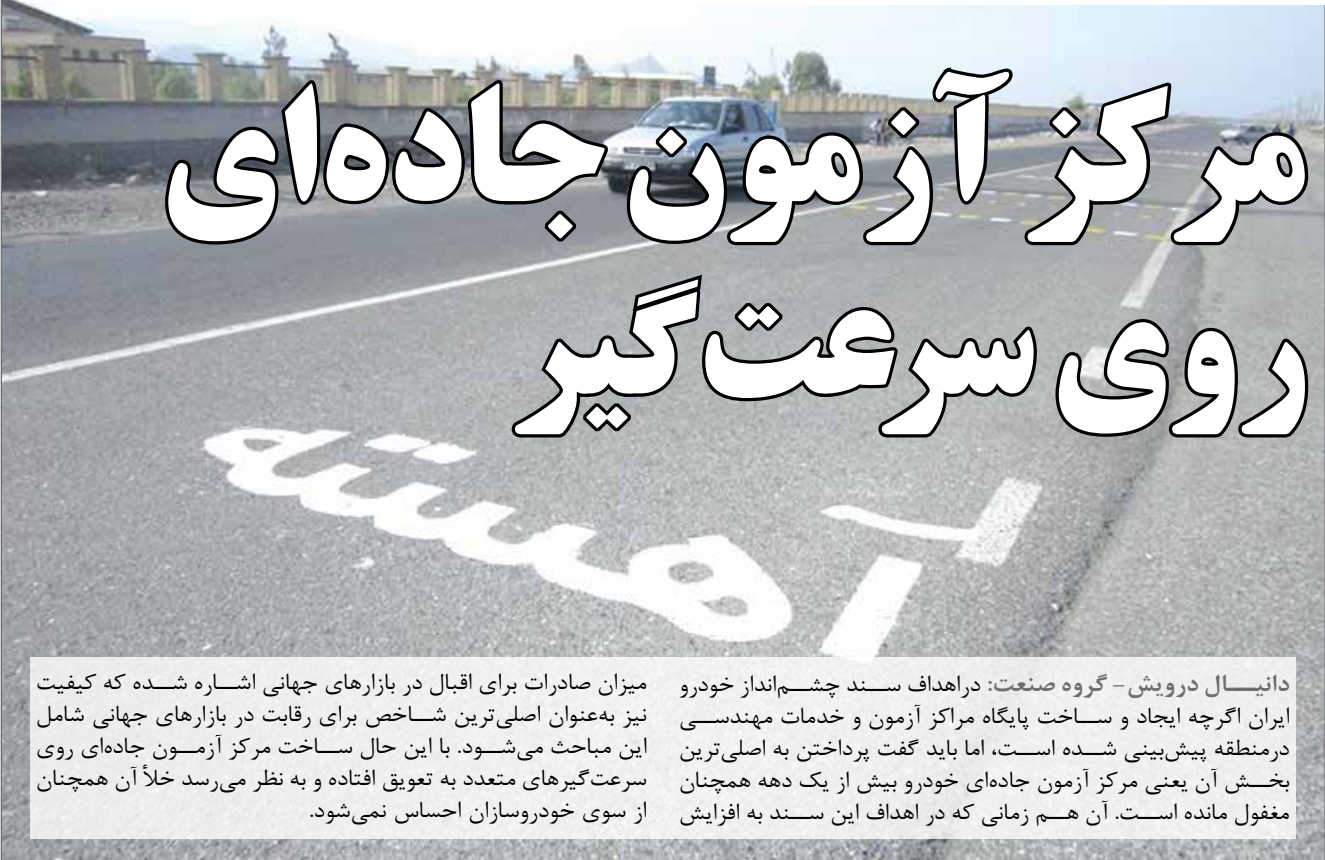 مرکز آزمون جاده‌ای
روی سرعت‌گیر
آهسته
دانیال درویش- گروه صنعت: دراهداف سند چشم‌انداز خودرو
ایران اگرچه ایجاد و ساخت پایگاه مراکز آزمون و خدمات مهندسی
درمنطقه پیش‌بینی شده است، اما باید گفت پرداختن به اصلی‌ترین
بخش آن یعنی مرکز آزمون جاده‌ای خودرو بیش از یک دهه همچنان
مغفول مانده است. آن هم زمانی که در اهداف این سند به افزایش
میزان صادرات برای اقبال در بازارهای جهانی اشاره شده که کیفیت
نیز به‌عنوان اصلی‌ترین شاخص برای رقابت در بازارهای جهانی شامل
این مباحث می‌شود. با این حال ساخت مرکز آزمون جاده‌ای روی
سرعت‌گیرهای متعدد به تعویق افتاده و به نظر می‌رسد خلأ آن همچنان
از سوی خودروسازان احساس نمی‌شود.